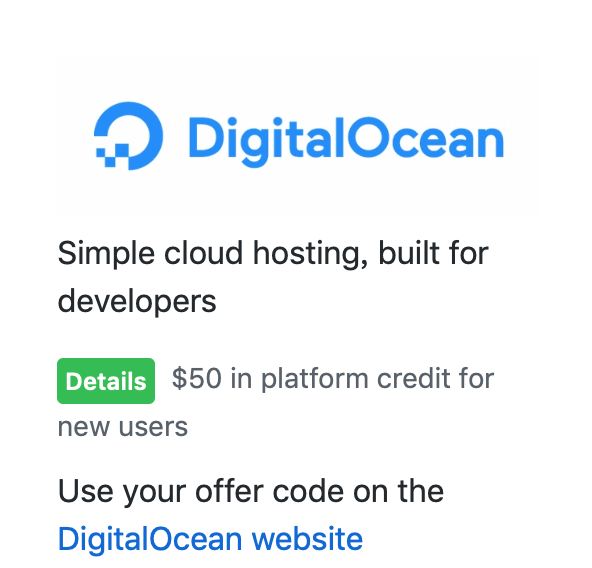 DigitalOcean
Simple cloud hosting, built for
developers
Details $50 in platform credit for
new users
Use your offer code on the
DigitalOcean website